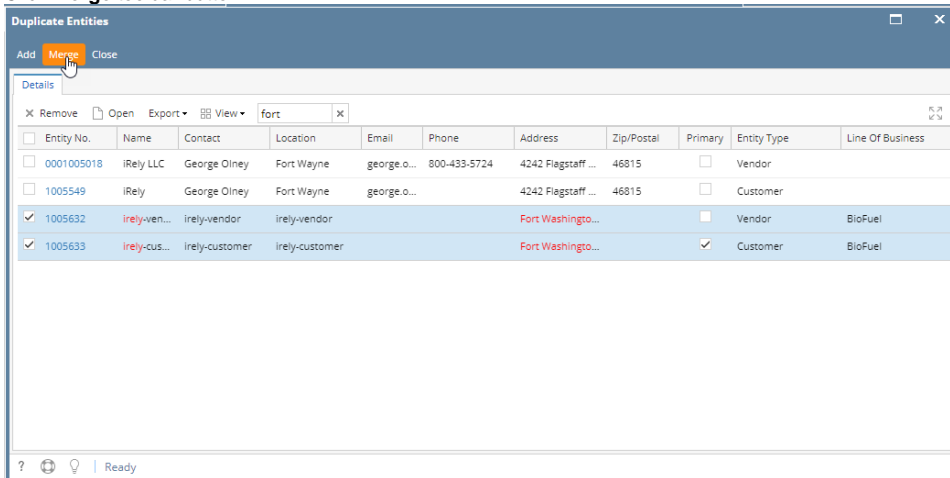 Duplicate Entities
Add Merge Close
Details
Remove Open Export View fort
Entity No. Name Contact Location Email Phone Address Zip/Postal Primary Entity Type Line Of Business
0001005018 iRely LLC George Olney Fort Wayne george.o... 800-433-5724 4242 Flagstaff ... 46815 Vendor
1005549 iRely George Olney Fort Wayne george.o... 4242 Flagstaff ... 46815 Customer
1005632 irely-ven... irely-vendor irely-vendor Fort Washingto... Vendor BioFuel
1005633 irely-cus... irely-customer irely-customer Fort Washingto... Customer BioFuel
? Ready